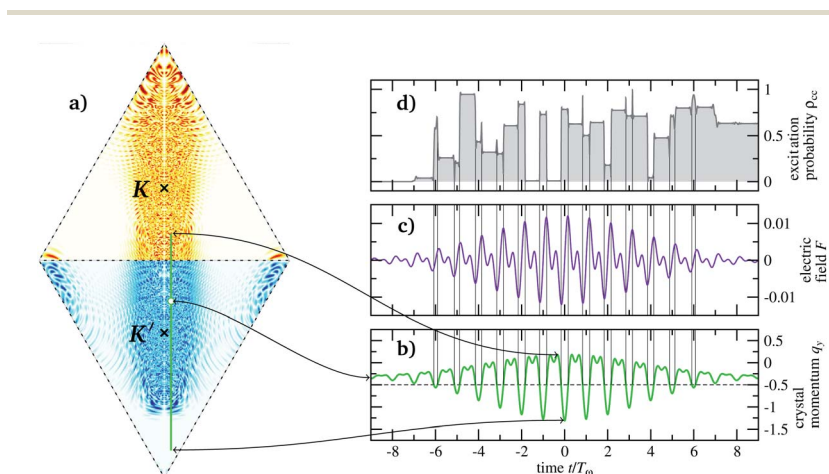 a)
K
K′
d)
1
0.5
0
excitation
probability ρcc
c)
0.01
0
-0.01
electric
field F
b)
0.5
0
-0.5
-1
-1.5
crystal
momentum qy
-8 -6 -4 -2 0 2 4 6 8
time t/Tω